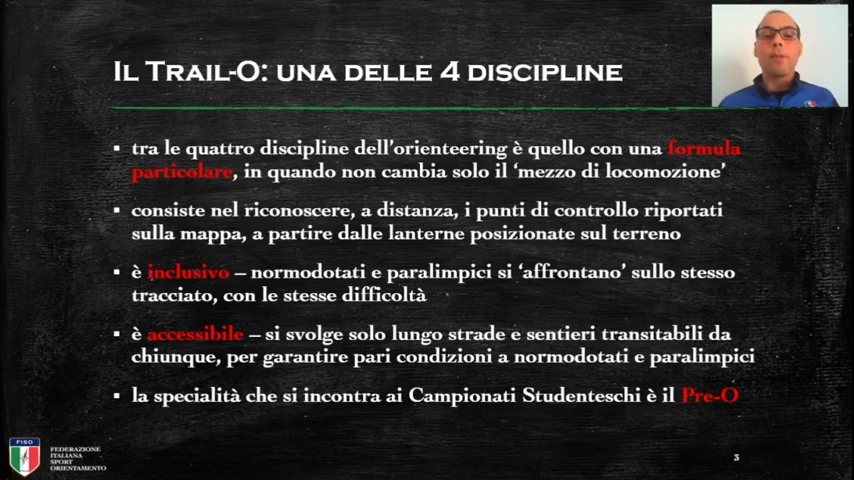 Il Trail-O: una delle 4 discipline
▪ tra le quattro discipline dell'orienteering è quello con una formula
particolare, in quando non cambia solo il 'mezzo di locomozione'
▪ consiste nel riconoscere, a distanza, i punti di controllo riportati
sulla mappa, a partire dalle lanterne posizionate sul terreno
▪ è inclusivo – normodotati e paralimpici si 'affrontano' sullo stesso
tracciato, con le stesse difficoltà
▪ è accessibile – si svolge solo lungo strade e sentieri transitabili da
chiunque, per garantire pari condizioni a normodotati e paralimpici
▪ la specialità che si incontra ai Campionati Studenteschi è il Pre-O
FISO
FEDERAZIONE
ITALIANA
SPORT
ORIENTAMENTO
3